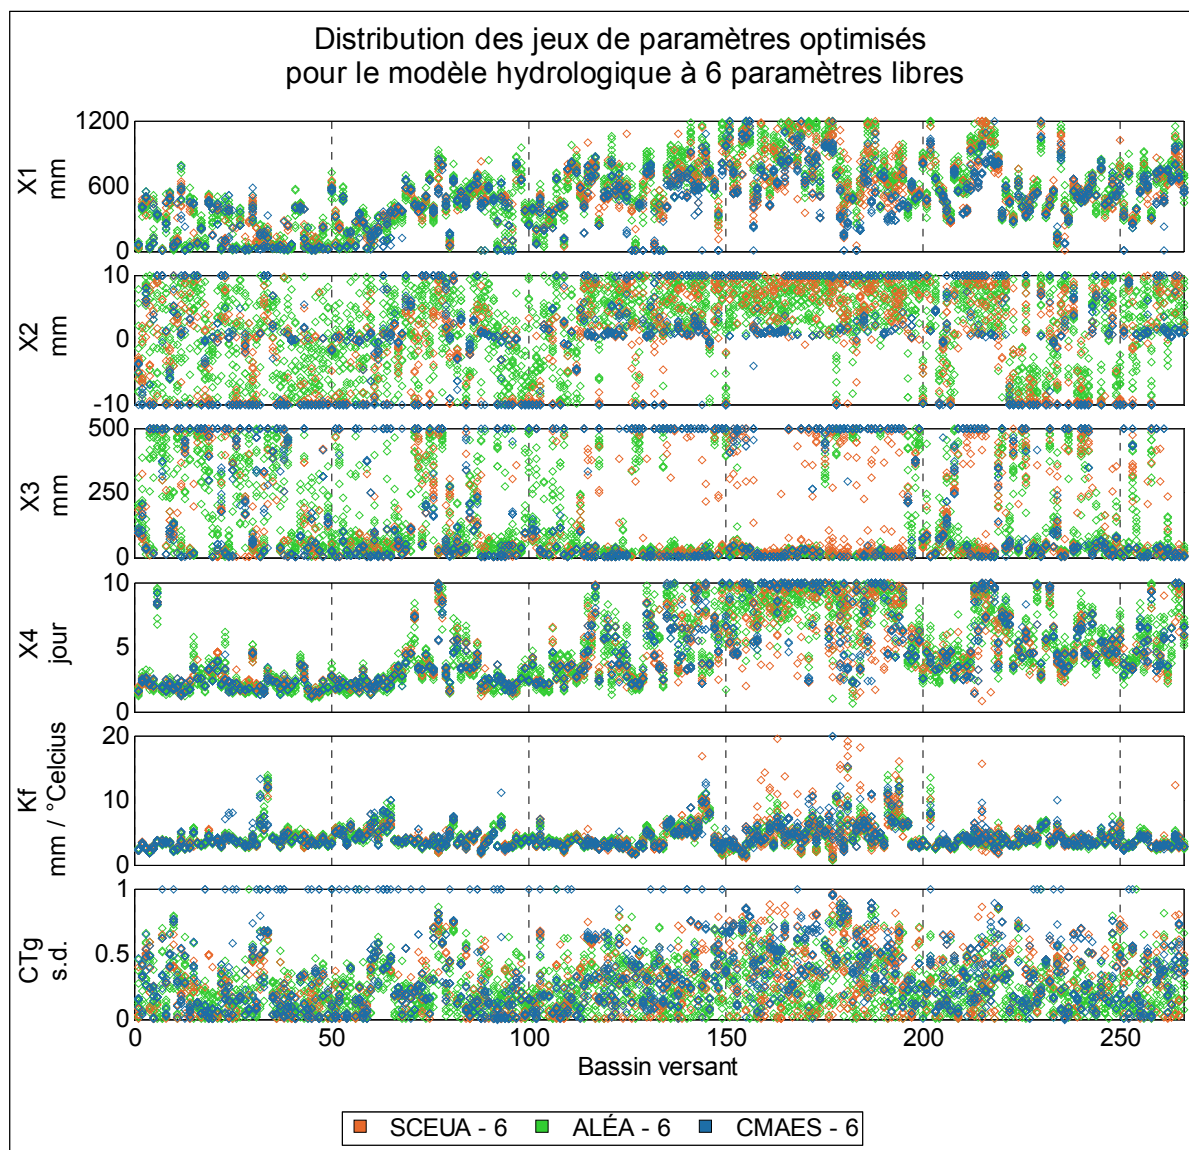 Distribution des jeux de paramètres optimisés
pour le modèle hydrologique à 6 paramètres libres
1200
600
0
X1
mm
10
0
-10
X2
mm
500
250
0
X3
mm
10
5
0
X4
jour
20
10
0
Kf
mm / °Celcius
1
0.5
0
CTg
s.d.
0 50 100 150 200 250
Bassin versant
SCEUA - 6 ALÉA - 6 CMAES - 6